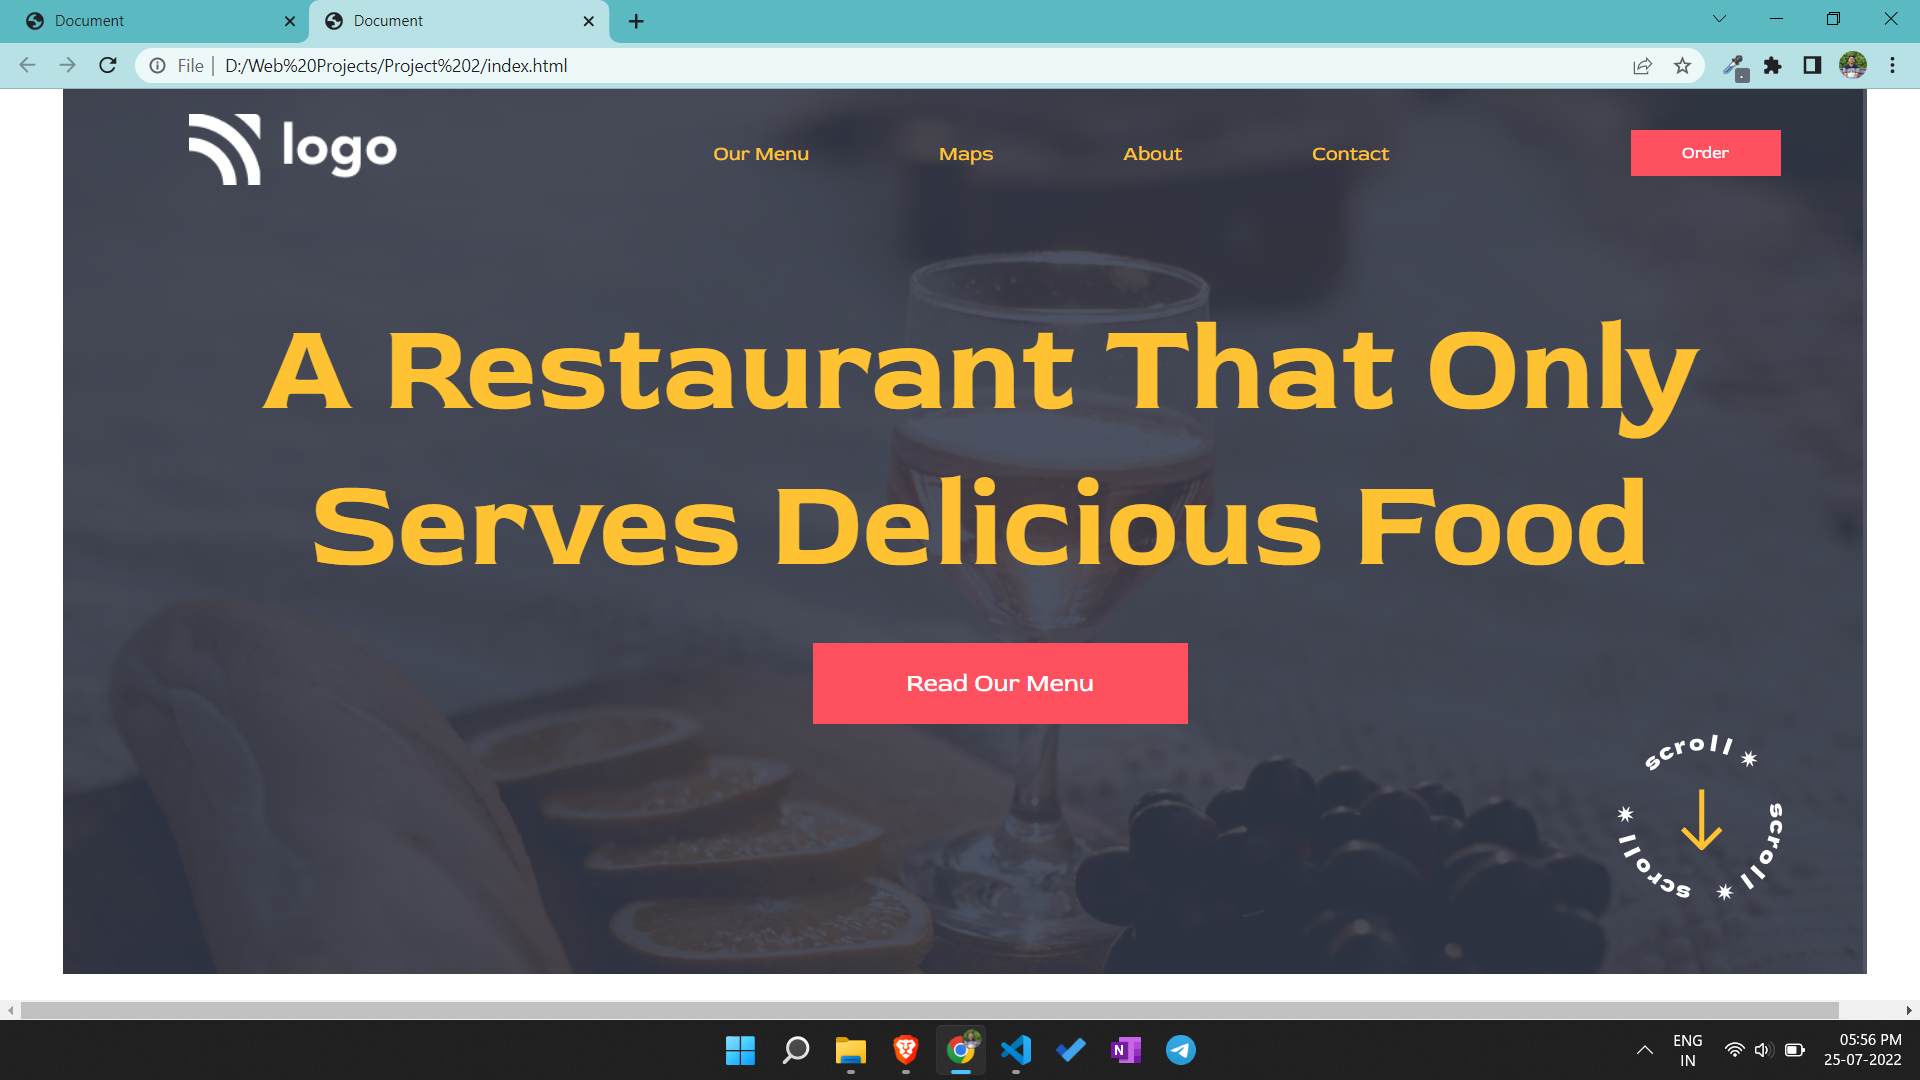 Document
Document
File
D:/Web%20Projects/Project%202/index.html
logo
Our Menu
Maps
About
Contact
Order
A Restaurant That Only
Serves Delicious Food
Read Our Menu
scroll
scroll
scroll
N
ENG
IN
05:56 PM
25-07-2022